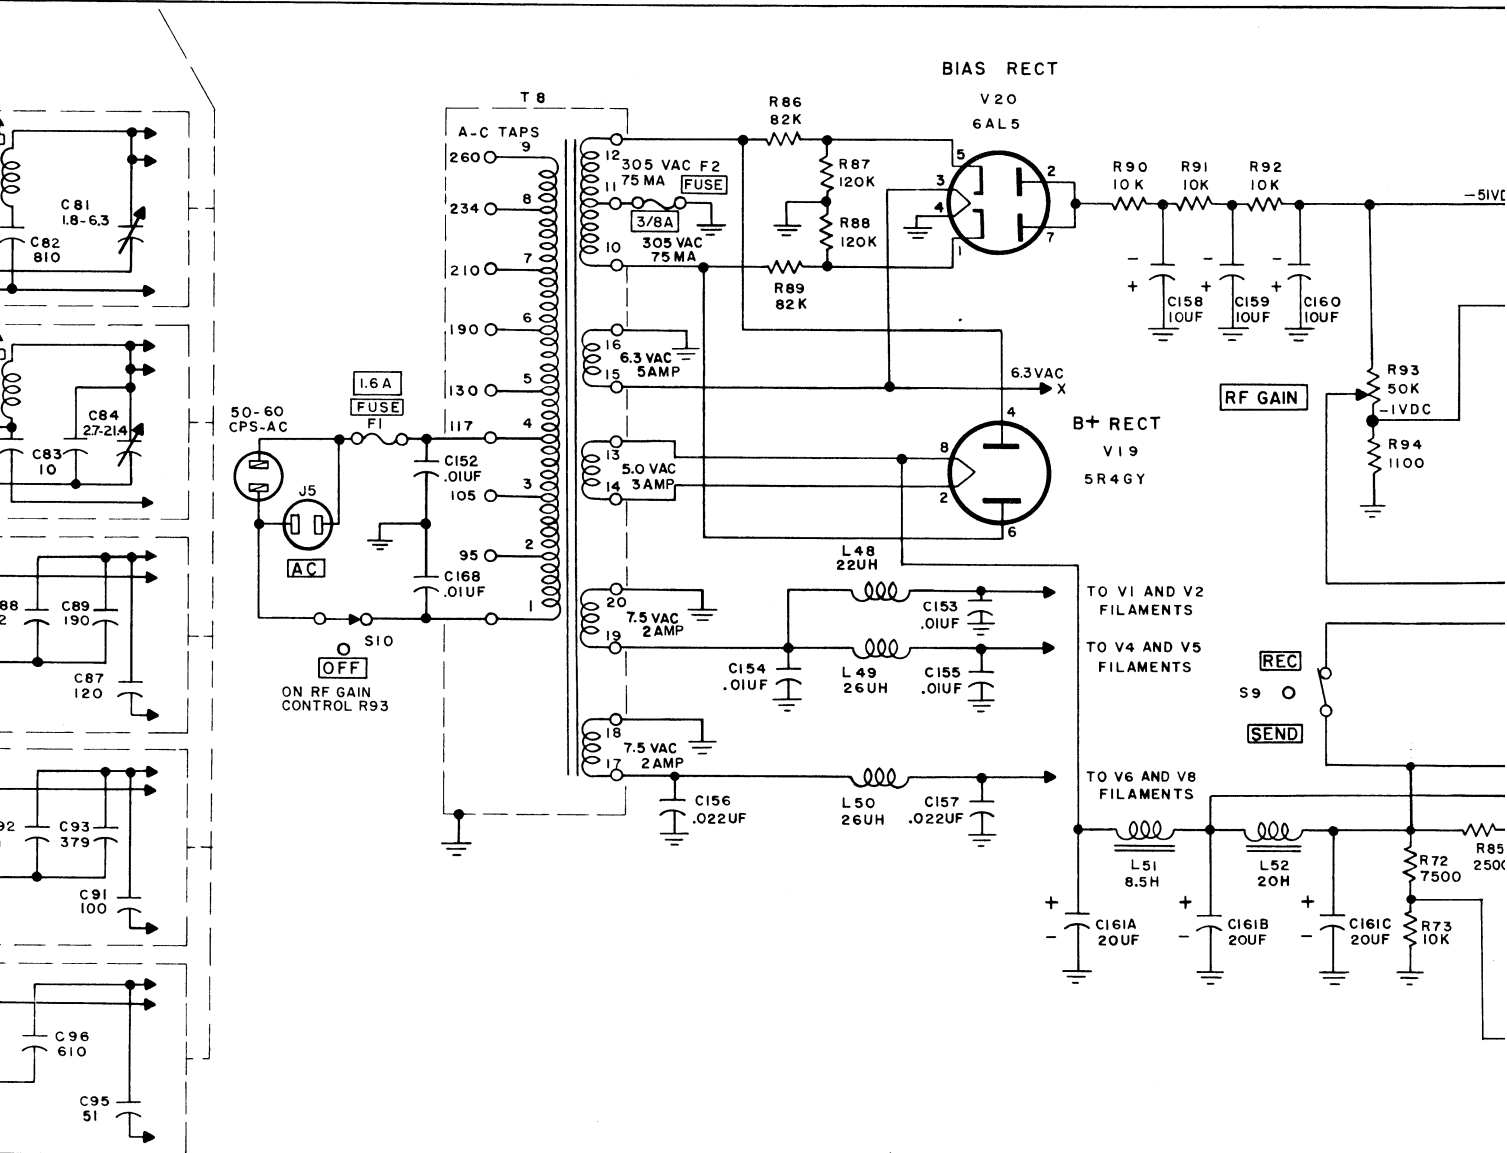 C81
1.8-6.3
C82
810
C84
2.7-21.4
C83
10
88
2
C89
190
C87
120
92
C93
379
C91
100
C96
610
C95
51
50-60
CPS-AC
1.6 A
FUSE
F1
J5
AC
S10
OFF
ON RF GAIN
CONTROL R93
C152
.01UF
C168
.01UF
T8
A-C TAPS
9
260
8
234
7
210
6
190
5
130
4
117
3
105
2
95
1
12
305 VAC
75 MA
F2
FUSE
11
3/8A
10
305 VAC
75 MA
16
6.3 VAC
5AMP
15
13
5.0 VAC
3 AMP
14
20
7.5 VAC
2 AMP
19
18
7.5 VAC
2 AMP
17
R86
82K
R87
120K
R88
120K
R89
82K
BIAS RECT
V20
6AL5
5
3
4
1
2
7
R90
10K
R91
10K
R92
10K
-51VD
-
+
C158
10UF
-
+
C159
10UF
-
+
C160
10UF
R93
50K
-1VDC
R94
1100
RF GAIN
6.3VAC
X
B+ RECT
V19
5R4GY
4
8
2
6
L48
22UH
C153
.01UF
TO V1 AND V2
FILAMENTS
C154
.01UF
L49
26UH
C155
.01UF
TO V4 AND V5
FILAMENTS
C156
.022UF
L50
26UH
C157
.022UF
TO V6 AND V8
FILAMENTS
REC
S9
SEND
L51
8.5H
L52
20H
R72
7500
R85
250
+
-
C161A
20UF
+
-
C161B
20UF
+
-
C161C
20UF
R73
10K